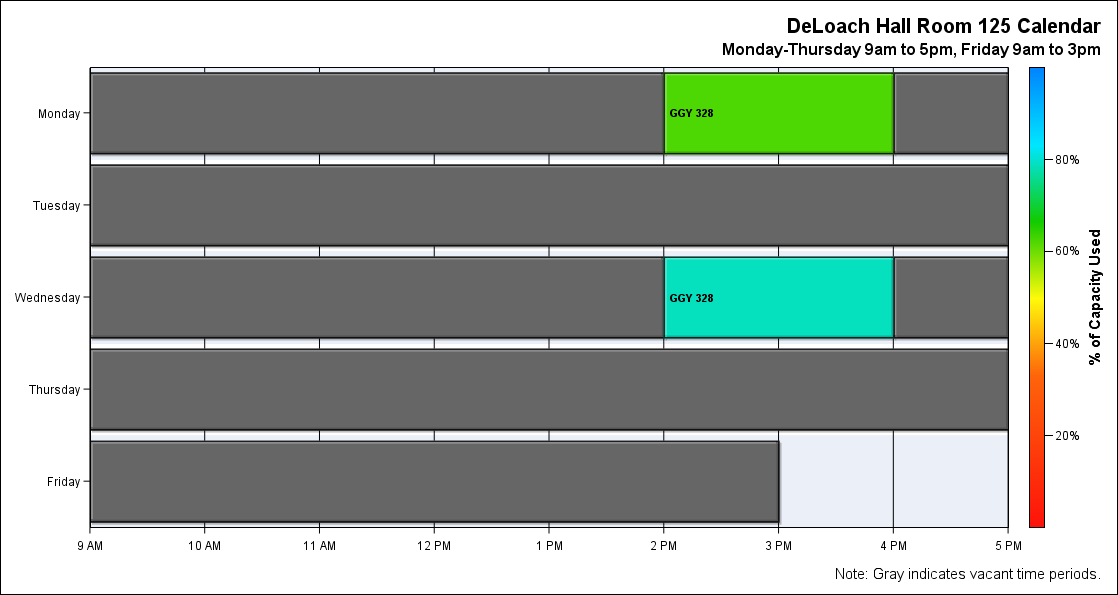 DeLoach Hall Room 125 Calendar
Monday-Thursday 9am to 5pm, Friday 9am to 3pm
Monday
GGY 328
Tuesday
Wednesday
GGY 328
Thursday
Friday
9 AM 10 AM 11 AM 12 PM 1 PM 2 PM 3 PM 4 PM 5 PM
80%
60%
40%
20%
% of Capacity Used
Note: Gray indicates vacant time periods.